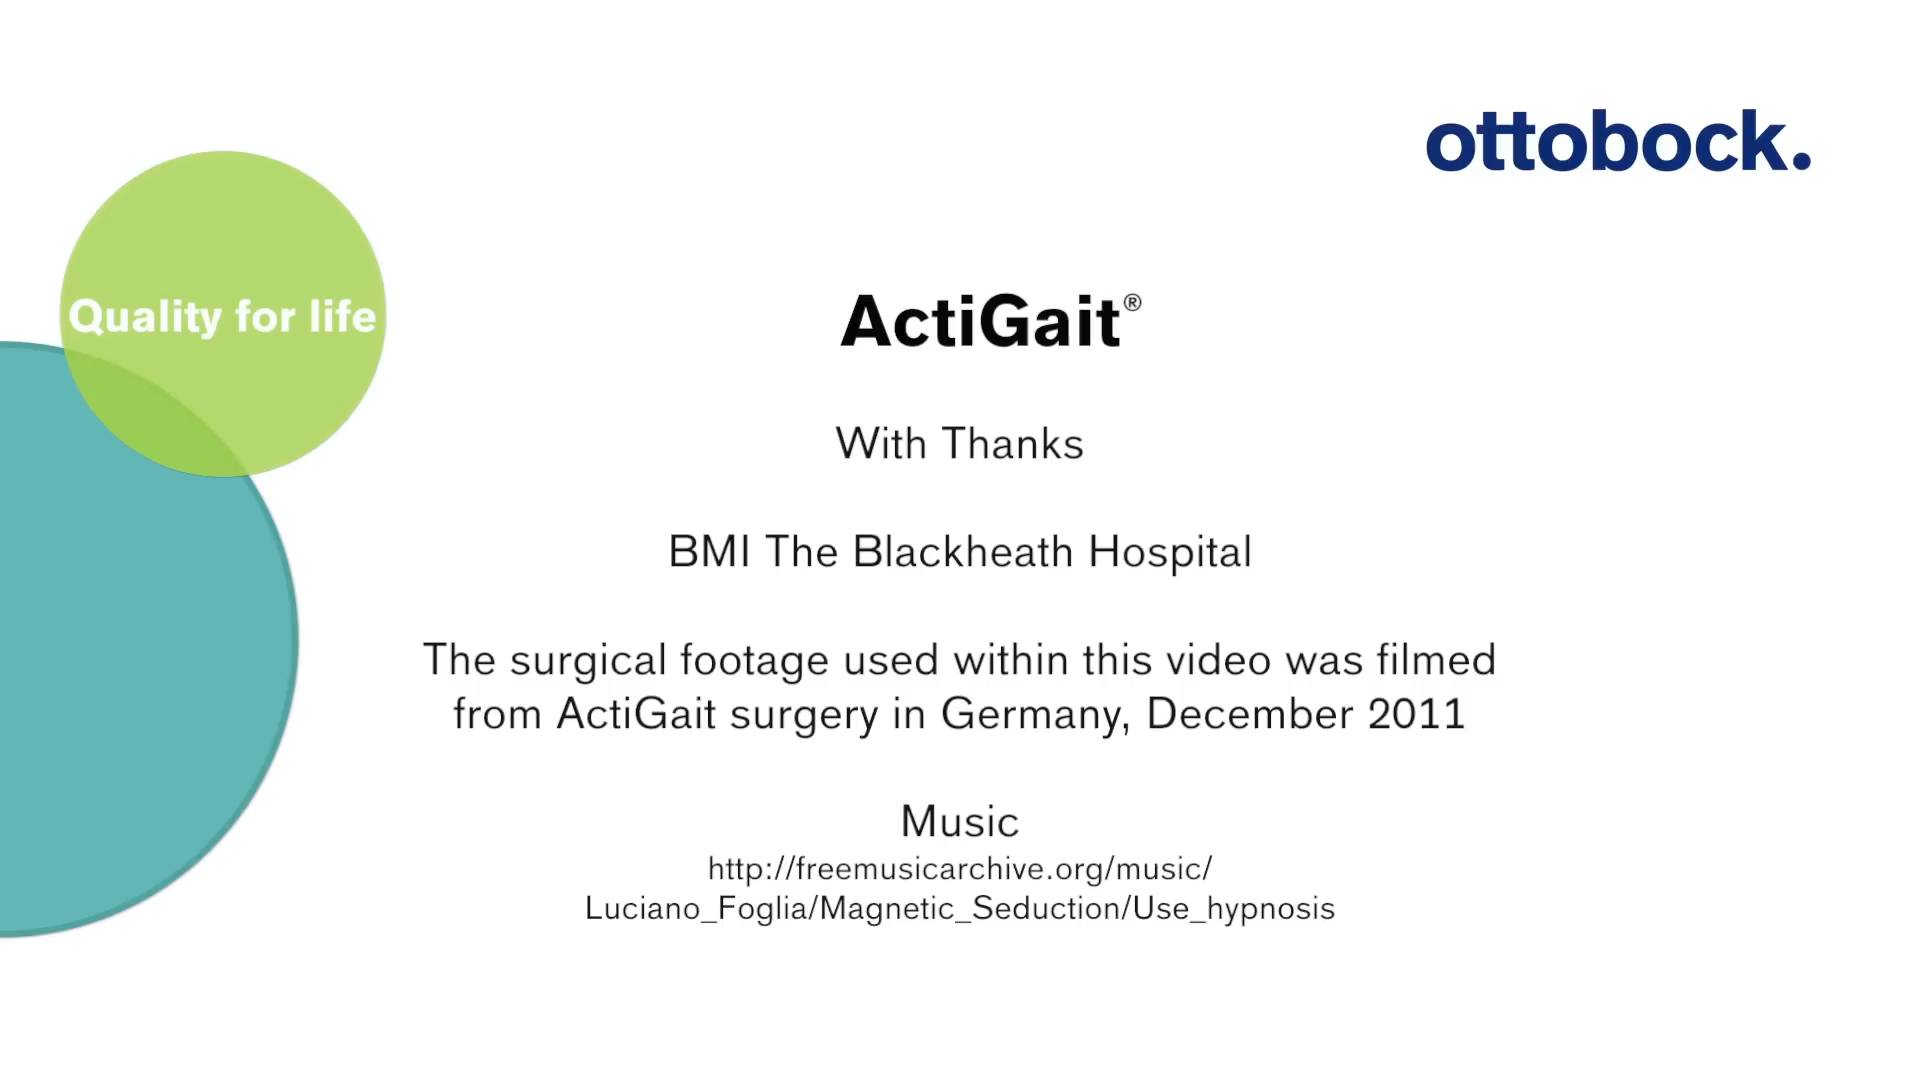 ottobock.
Quality for life
ActiGait®
With Thanks
BMI The Blackheath Hospital
The surgical footage used within this video was filmed
from ActiGait surgery in Germany, December 2011
Music
http://freemusicarchive.org/music/
Luciano_Foglia/Magnetic_Seduction/Use_hypnosis